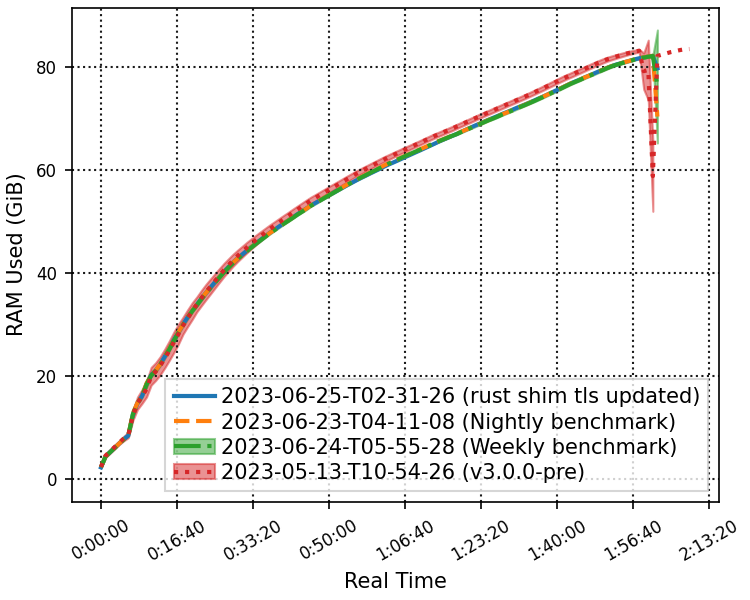 RAM Used (GiB)
80
60
40
20
0
2023-06-25-T02-31-26 (rust shim tls updated)
2023-06-23-T04-11-08 (Nightly benchmark)
2023-06-24-T05-55-28 (Weekly benchmark)
2023-05-13-T10-54-26 (v3.0.0-pre)
0:00:00
0:16:40
0:33:20
0:50:00
1:06:40
1:23:20
1:40:00
1:56:40
2:13:20
Real Time